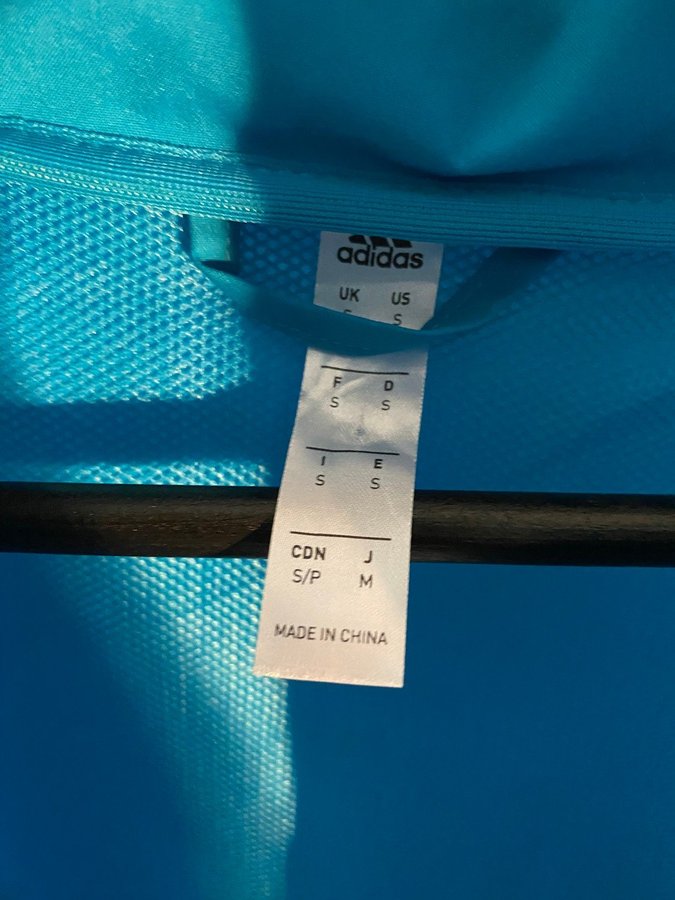 adidas
UK US
S
F D
S S
I E
S S
CDN J
S/P M
MADE IN CHINA